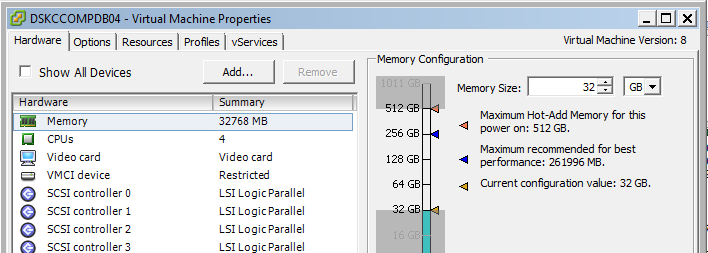 DSKCCOMPDB04 - Virtual Machine Properties
Hardware Options Resources Profiles vServices
Virtual Machine Version: 8
Show All Devices Add... Remove
Hardware Summary
Memory 32768 MB
CPUs 4
Video card Video card
VMCI device Restricted
SCSI controller 0 LSI Logic Parallel
SCSI controller 1 LSI Logic Parallel
SCSI controller 2 LSI Logic Parallel
SCSI controller 3 LSI Logic Parallel
Memory Configuration
1011 GB
512 GB
256 GB
128 GB
64 GB
32 GB
16 GB
Memory Size: 32 GB
Maximum Hot-Add Memory for this
power on: 512 GB.
Maximum recommended for best
performance: 261996 MB.
Current configuration value: 32 GB.